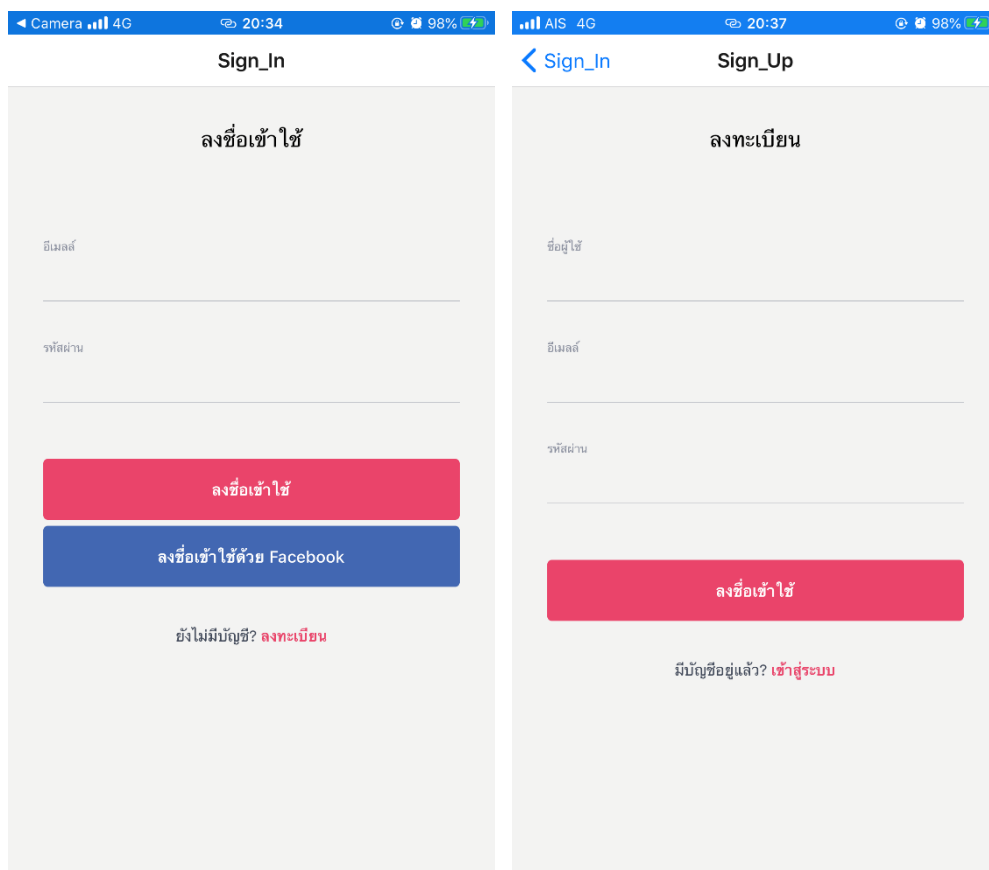 Camera 4G 20:34 98%
Sign_In
ลงชื่อเข้าใช้
อีเมลล์
รหัสผ่าน
ลงชื่อเข้าใช้
ลงชื่อเข้าใช้ด้วย Facebook
ยังไม่มีบัญชี? ลงทะเบียน
AIS 4G 20:37 98%
Sign_In Sign_Up
ลงทะเบียน
ชื่อผู้ใช้
อีเมลล์
รหัสผ่าน
ลงชื่อเข้าใช้
มีบัญชีอยู่แล้ว? เข้าสู่ระบบ